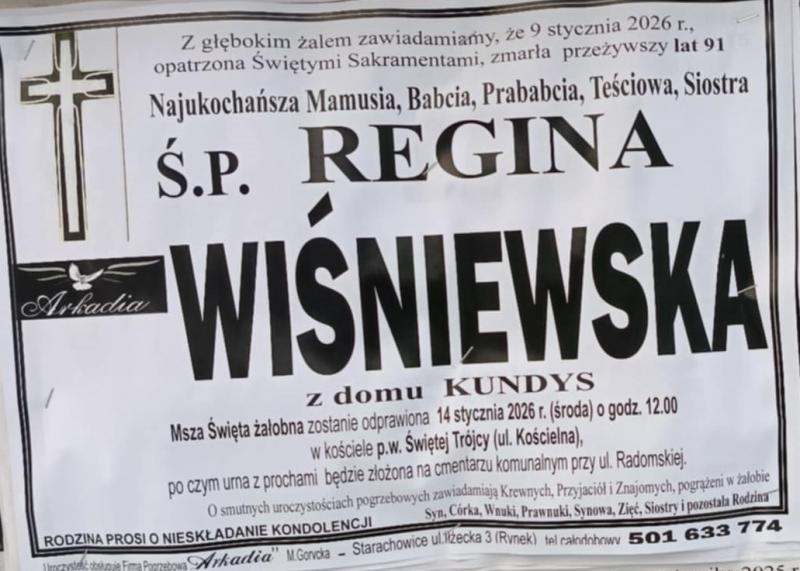 Z głębokim żalem zawiadamiamy, że 9 stycznia 2026 r.,
opatrzona Świętymi Sakramentami, zmarła przeżywszy lat 91
Najukochańsza Mamusia, Babcia, Prababcia, Teściowa, Siostra
Ś.P. REGINA
WIŚNIEWSKA
Arkadia
z domu KUNDYS
Msza Święta żałobna zostanie odprawiona 14 stycznia 2026 r. (środa) o godz. 12.00
w kościele p.w. Świętej Trójcy (ul. Kościelna),
po czym urna z prochami będzie złożona na cmentarzu komunalnym przy ul. Radomskiej.
O smutnych uroczystościach pogrzebowych zawiadamiają Krewnych, Przyjaciół i Znajomych, pogrążeni w żałobie
Syn, Córka, Wnuki, Prawnuki, Synowa, Zięć, Siostry i pozostała Rodzina
RODZINA PROSI O NIESKŁADANIE KONDOLENCJI
Uroczystość obsługuje Firma Pogrzebowa "Arkadia" M.Gorycka – Starachowice ul.Iłżecka 3 (Rynek) tel.całodobowy 501 633 774